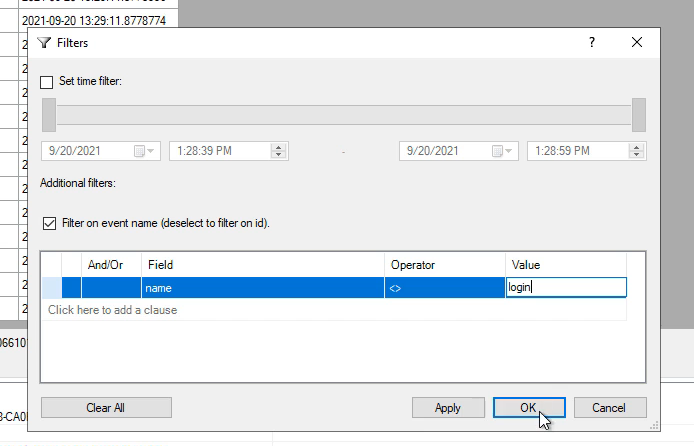 2021-09-20 13:29:11.8778774
Filters
?
Set time filter:
9/20/2021 1:28:39 PM - 9/20/2021 1:28:59 PM
Additional filters:
Filter on event name (deselect to filter on id).
And/Or Field Operator Value
name <> login
Click here to add a clause
Clear All Apply OK Cancel